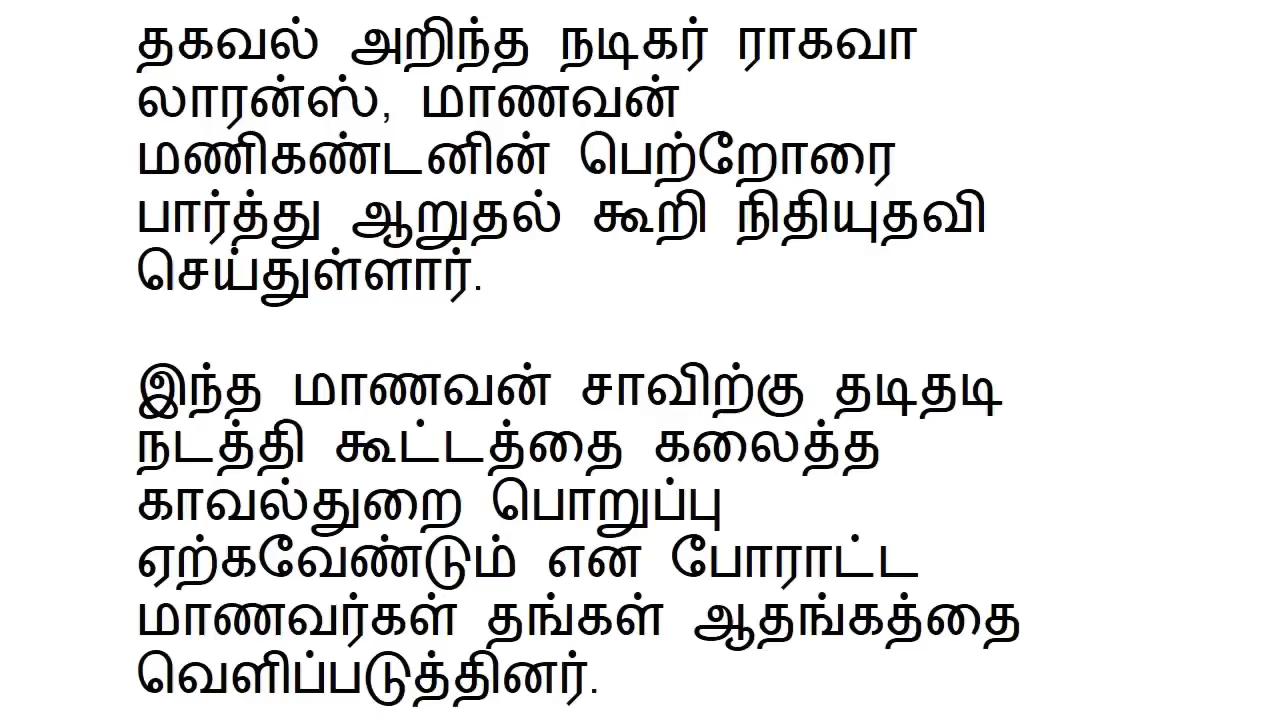 தகவல் அறிந்த நடிகர் ராகவா
லாரன்ஸ், மாணவன்
மணிகண்டனின் பெற்றோரை
பார்த்து ஆறுதல் கூறி நிதியுதவி
செய்துள்ளார்.
இந்த மாணவன் சாவிற்கு தடிதடி
நடத்தி கூட்டத்தை கலைத்த
காவல்துறை பொறுப்பு
ஏற்கவேண்டும் என போராட்ட
மாணவர்கள் தங்கள் ஆதங்கத்தை
வெளிப்படுத்தினர்.